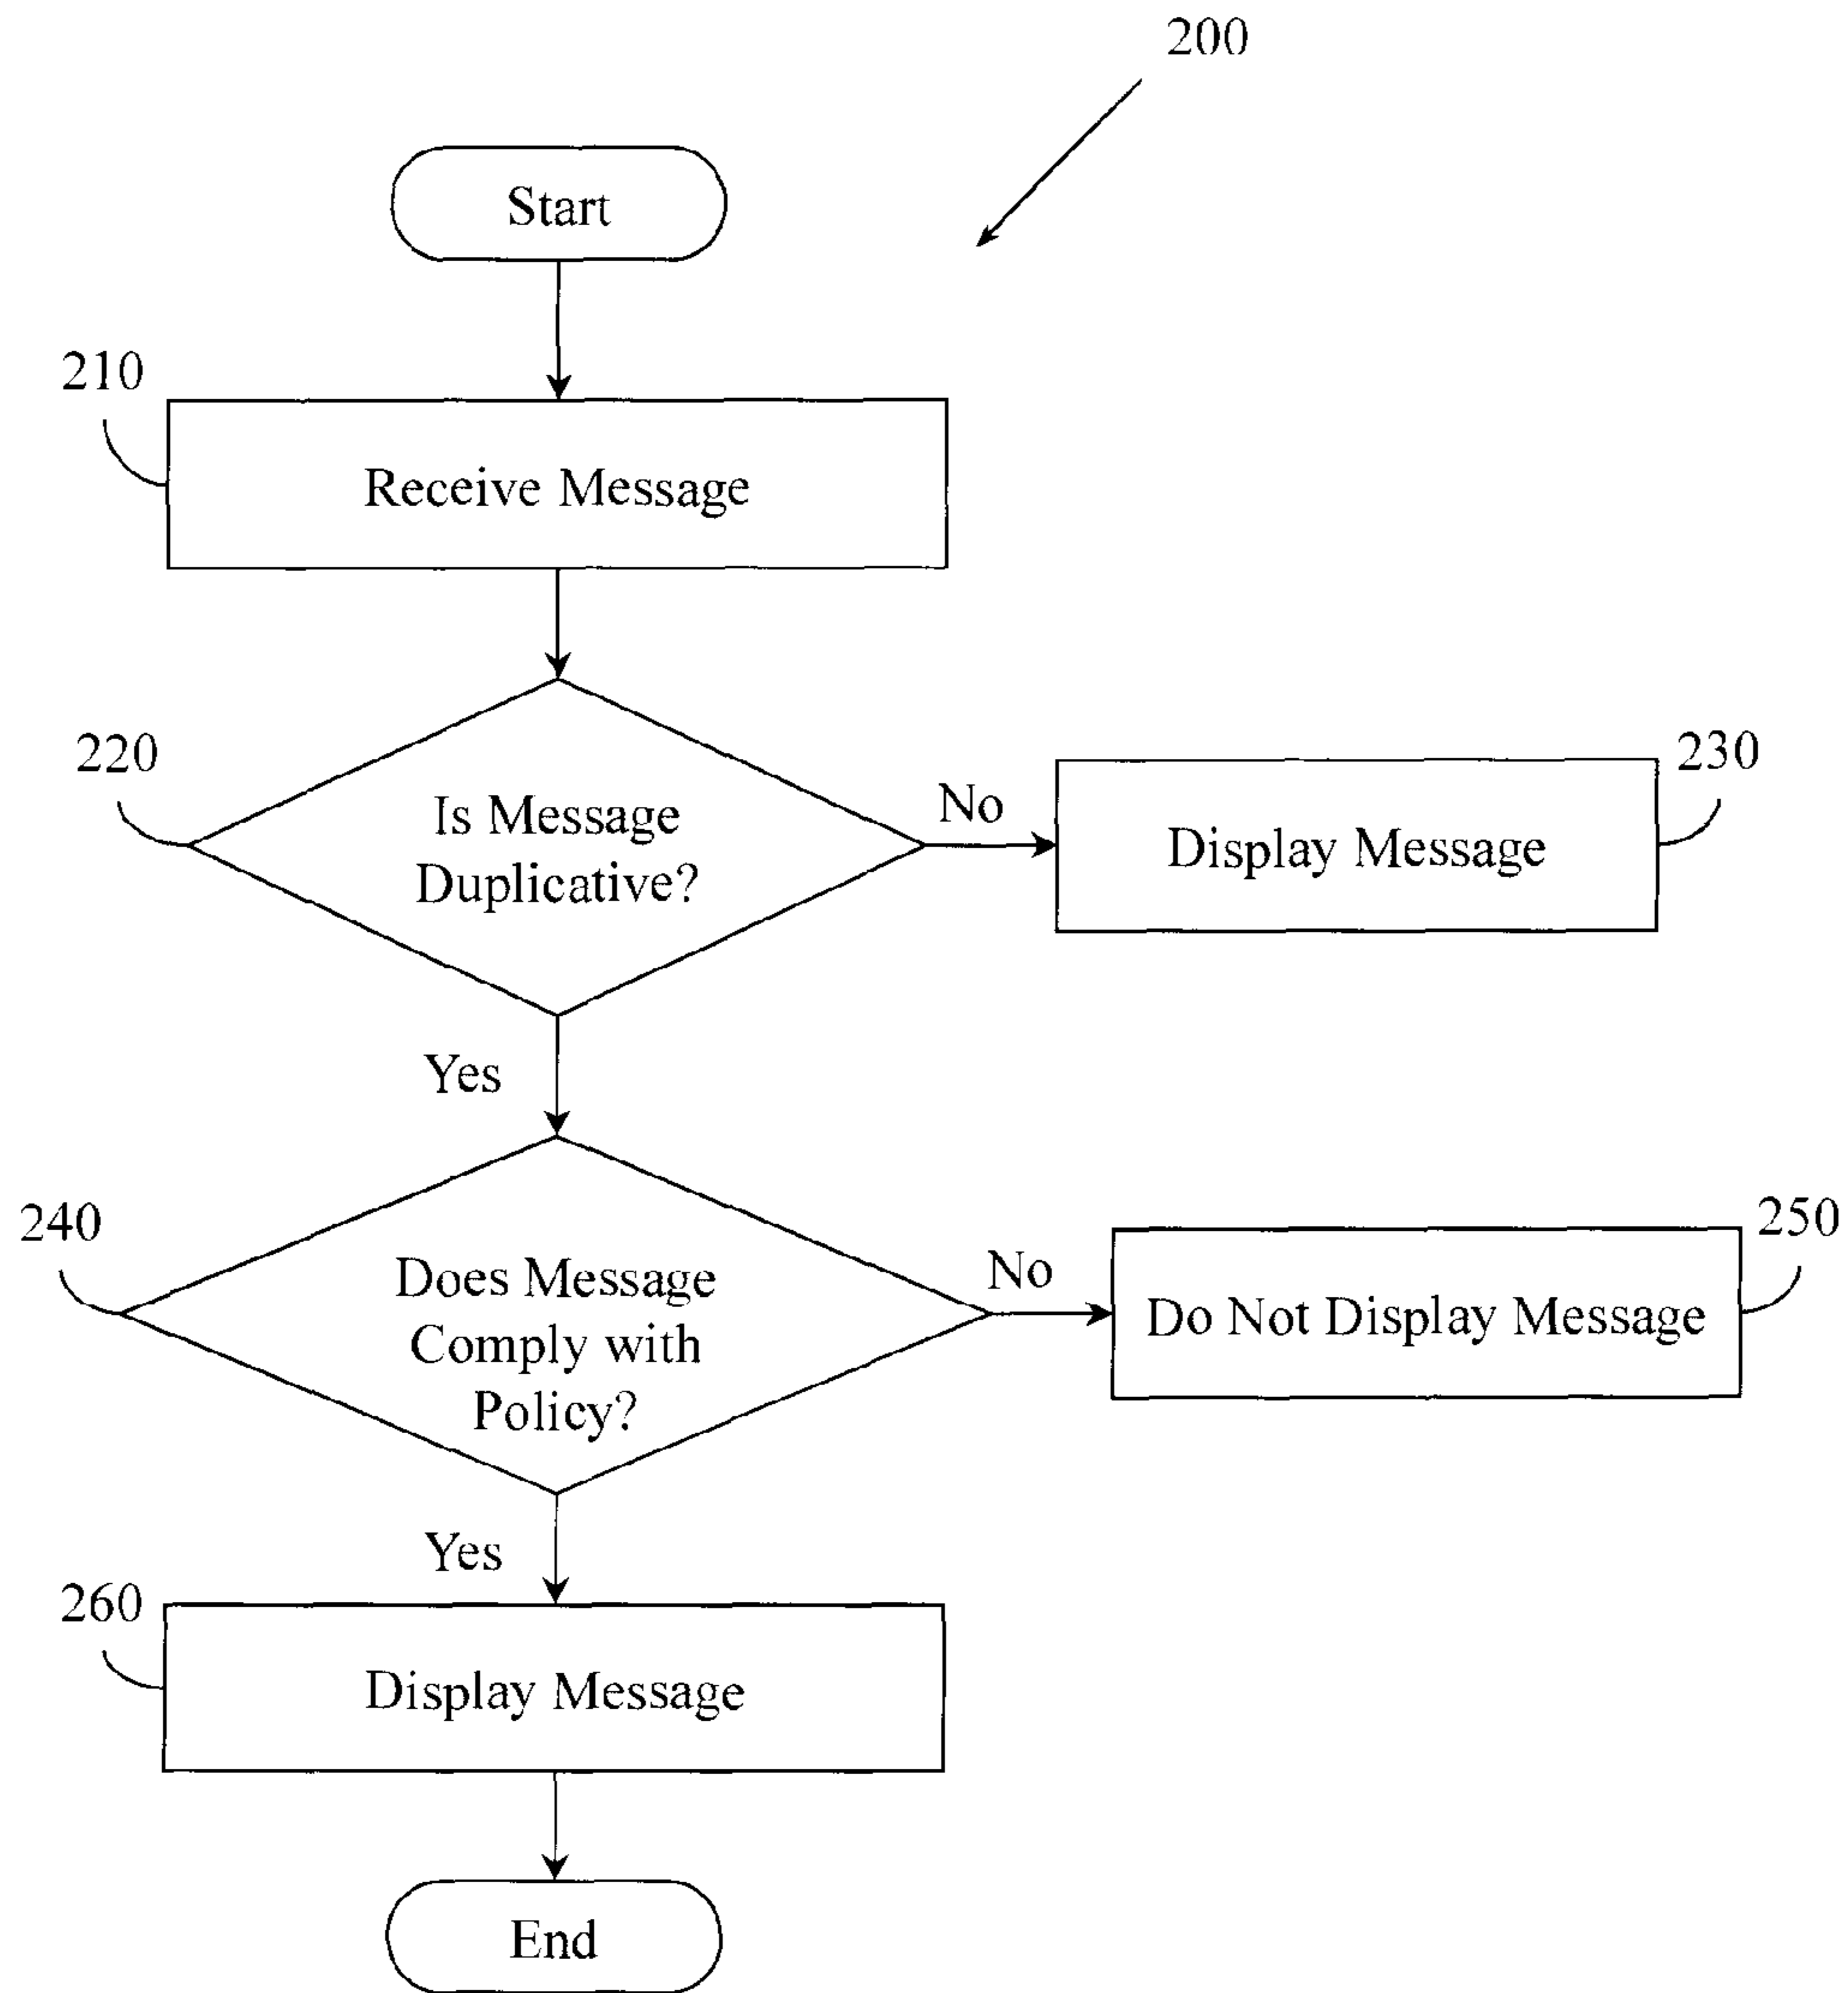 200
Start
210
Receive Message
220
Is Message
Duplicative?
No
230
Display Message
Yes
240
Does Message
Comply with
Policy?
No
250
Do Not Display Message
Yes
260
Display Message
End